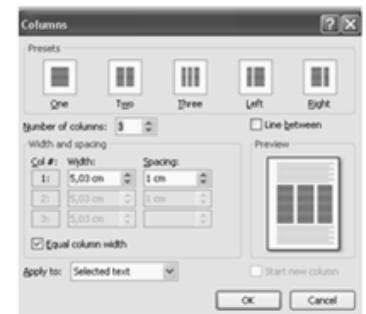 Columns
Presets
One Two Three Left Right
Number of columns: 3 Line between
Width and spacing Preview
Col #: Width: Spacing:
1: 5,03 cm 1 cm
2: 5,03 cm 1 cm
3: 5,03 cm
Equal column width
Apply to: Selected text Start new column
OK Cancel